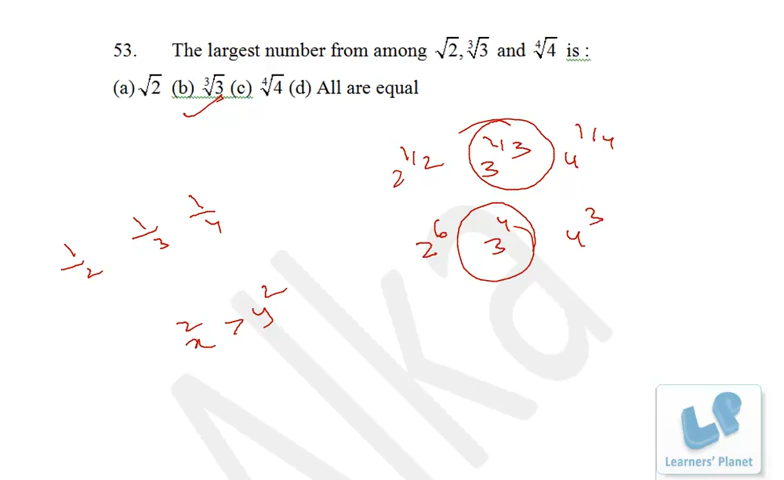 53. The largest number from among √2, ∛3 and ∜4 is :
(a) √2 (b) ∛3 (c) ∜4 (d) All are equal
2^1/2 3^1/3 4^1/4
1/2 1/3 1/4
2^6 3^4 4^3
x^2 > y^2
Alka
LP
Learners' Planet